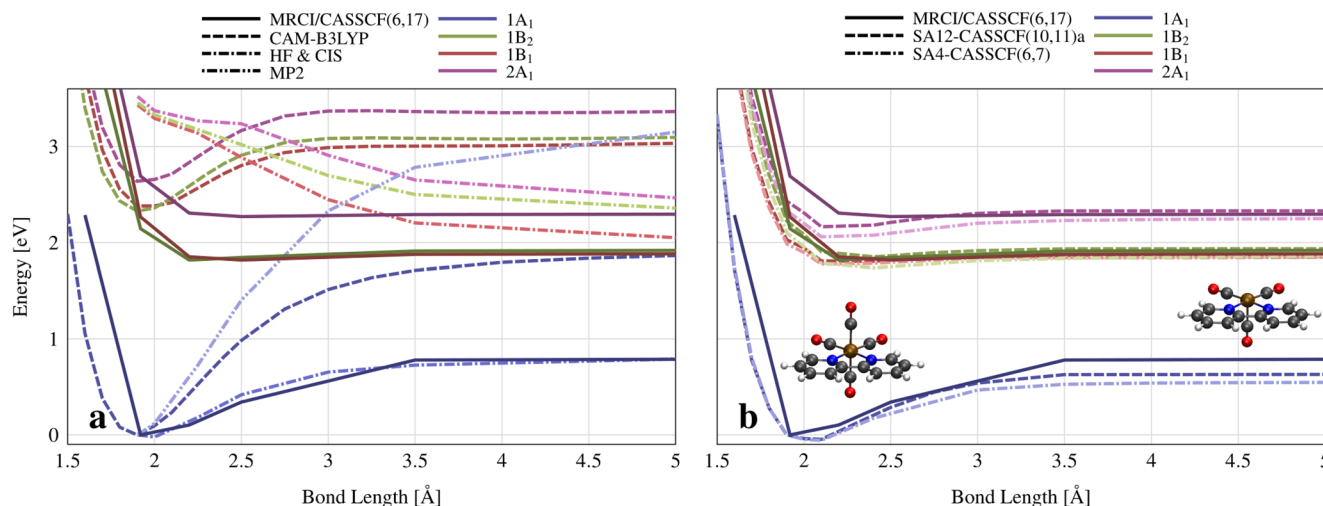 MRCI/CASSCF(6,17)
CAM-B3LYP
HF & CIS
MP2
1A₁
1B₂
1B₁
2A₁
Energy [eV]
3
2
1
0
a
1.5 2 2.5 3 3.5 4 4.5 5
Bond Length [Å]
MRCI/CASSCF(6,17)
SA12-CASSCF(10,11)a
SA4-CASSCF(6,7)
1A₁
1B₂
1B₁
2A₁
b
1.5 2 2.5 3 3.5 4 4.5 5
Bond Length [Å]